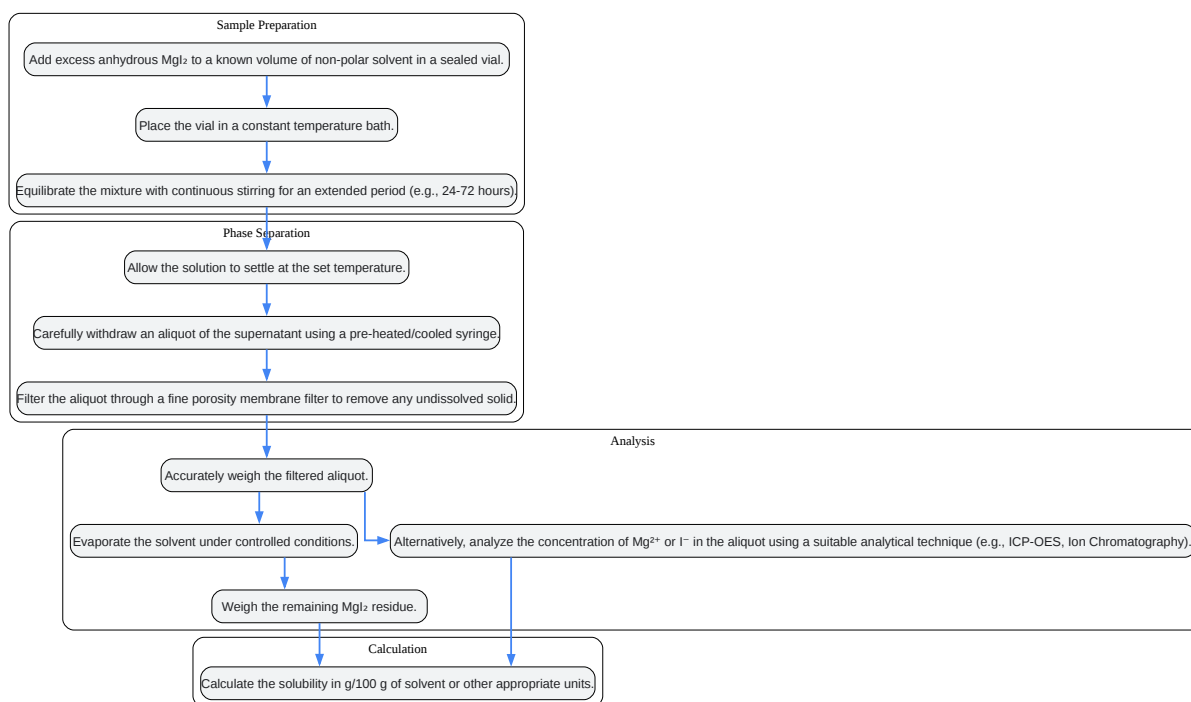 Sample Preparation
Add excess anhydrous MgI₂ to a known volume of non-polar solvent in a sealed vial.
Place the vial in a constant temperature bath.
Equilibrate the mixture with continuous stirring for an extended period (e.g., 24-72 hours).
Phase Separation
Allow the solution to settle at the set temperature.
Carefully withdraw an aliquot of the supernatant using a pre-heated/cooled syringe.
Filter the aliquot through a fine porosity membrane filter to remove any undissolved solid.
Analysis
Accurately weigh the filtered aliquot.
Evaporate the solvent under controlled conditions.
Alternatively, analyze the concentration of Mg²⁺ or I⁻ in the aliquot using a suitable analytical technique (e.g., ICP-OES, Ion Chromatography).
Weigh the remaining MgI₂ residue.
Calculation
Calculate the solubility in g/100 g of solvent or other appropriate units.